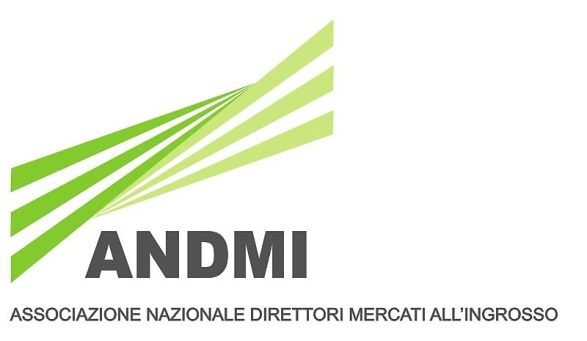 ANDMI
ASSOCIAZIONE NAZIONALE DIRETTORI MERCATI ALL'INGROSSO